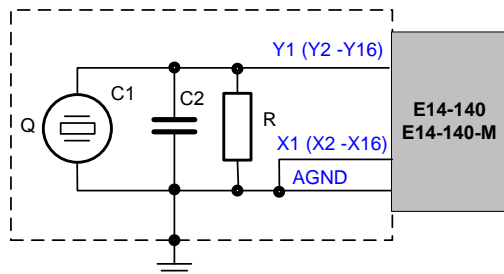 Y1 (Y2 -Y16)
C1
C2
Q
R
E14-140
E14-140-M
X1 (X2 -X16)
AGND